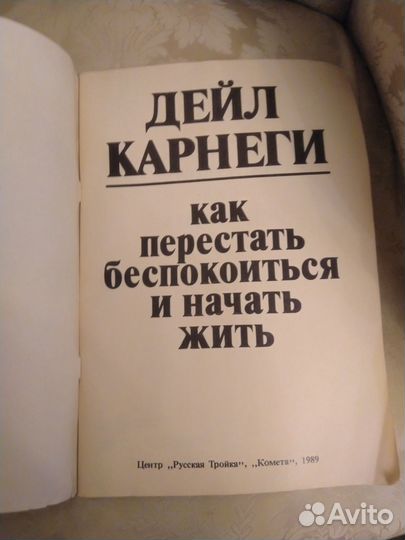 ДЕЙЛ
КАРНЕГИ
как
перестать
беспокоиться
и начать
жить
Центр „Русская Тройка“, „Комета“, 1989
Avito